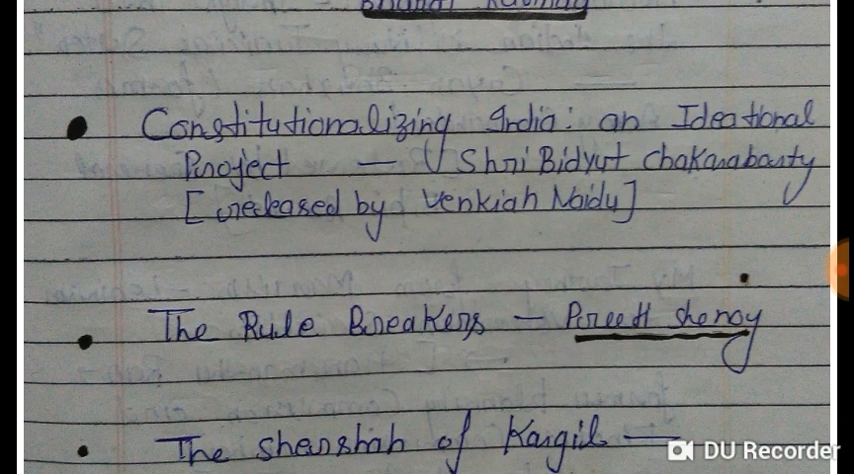 Constitutionalizing India: an Ideational
Project — Shri Bidyut Chakrabarty
[released by Venkiah Naidu]
The Rule Breakers — Preeti Shenoy
The Shershah of Kargil —
DU Recorder